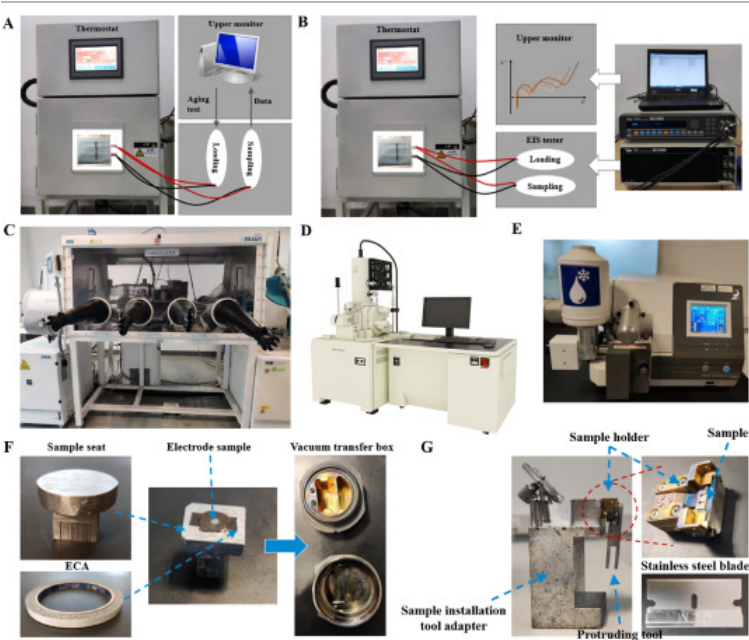 A
Thermostat
Upper monitor
Aging
test
Data
Loading
Sampling
B
Thermostat
Upper monitor
EIS tester
Loading
Sampling
C
D
E
F
Sample seat
Electrode sample
Vacuum transfer box
ECA
G
Sample holder
Sample
Stainless steel blade
Sample installation
tool adapter
Protruding tool